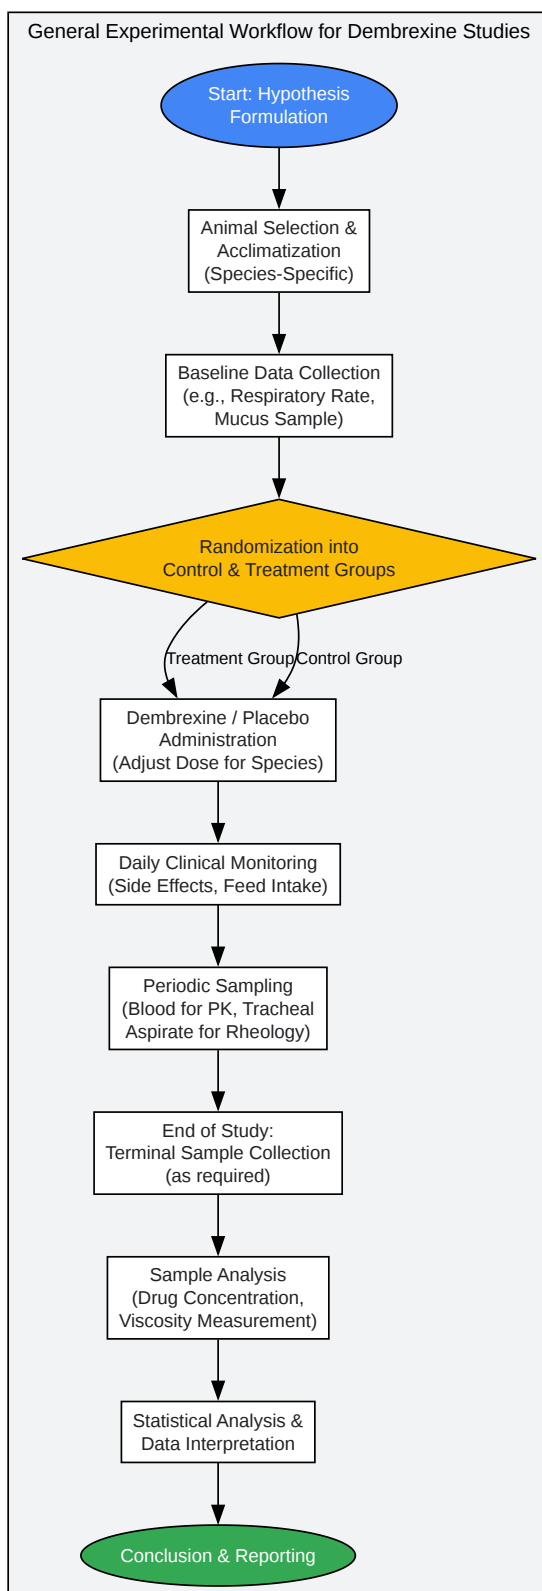 General Experimental Workflow for Dembrexine Studies
Start: Hypothesis
Formulation
Animal Selection &
Acclimatization
(Species-Specific)
Baseline Data Collection
(e.g., Respiratory Rate,
Mucus Sample)
Randomization into
Control & Treatment Groups
Treatment Group
Control Group
Dembrexine / Placebo
Administration
(Adjust Dose for Species)
Daily Clinical Monitoring
(Side Effects, Feed Intake)
Periodic Sampling
(Blood for PK, Tracheal
Aspirate for Rheology)
End of Study:
Terminal Sample Collection
(as required)
Sample Analysis
(Drug Concentration,
Viscosity Measurement)
Statistical Analysis &
Data Interpretation
Conclusion & Reporting